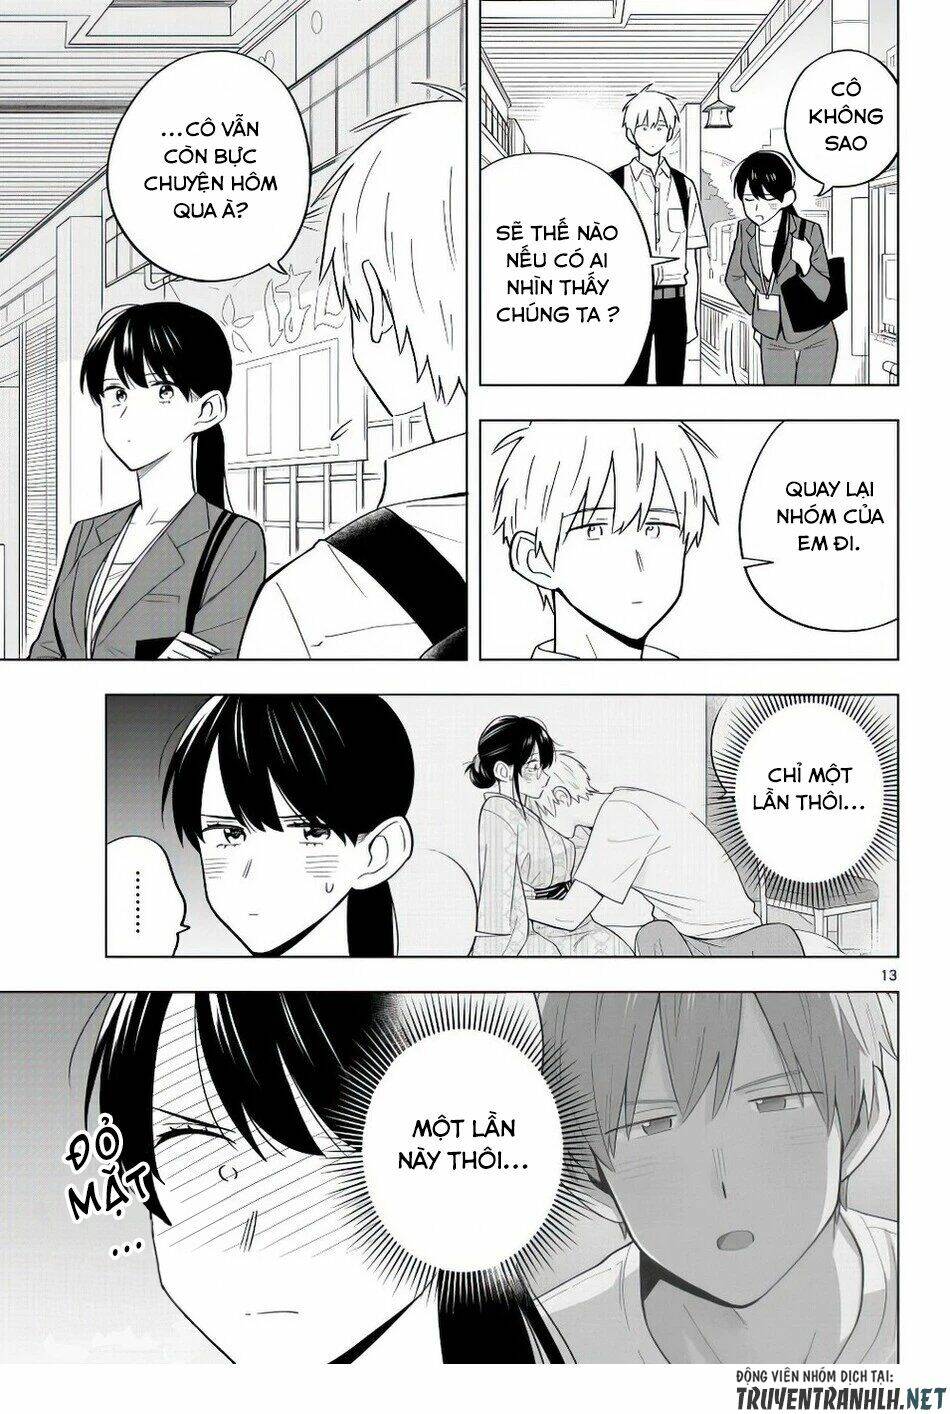 CÔ
KHÔNG
SAO
SẼ THẾ NÀO
NẾU CÓ AI
NHÌN THẤY
CHÚNG TA ?
...CÔ VẪN
CÒN BỰC
CHUYỆN HÔM
QUA À?
QUAY LẠI
NHÓM CỦA
EM ĐI.
CHỈ MỘT
LẦN THÔI...
.........
13
MỘT LẦN
NÀY THÔI...
ĐỎ
MẶT
...
ĐỘNG VIÊN NHÓM DỊCH TẠI:
TRUYENTRANHLH.NET